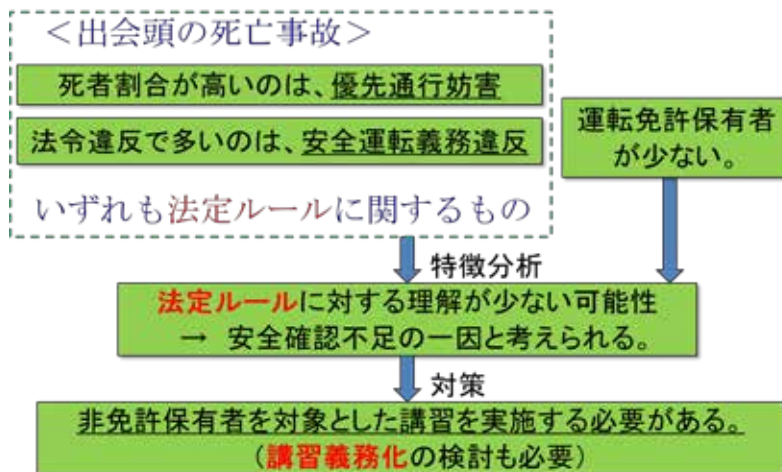 ＜出会頭の死亡事故＞
死者割合が高いのは、優先通行妨害
法令違反で多いのは、安全運転義務違反
いずれも法定ルールに関するもの
運転免許保有者
が少ない。
特徴分析
法定ルールに対する理解が少ない可能性
→ 安全確認不足の一因と考えられる。
対策
非免許保有者を対象とした講習を実施する必要がある。
（講習義務化の検討も必要）